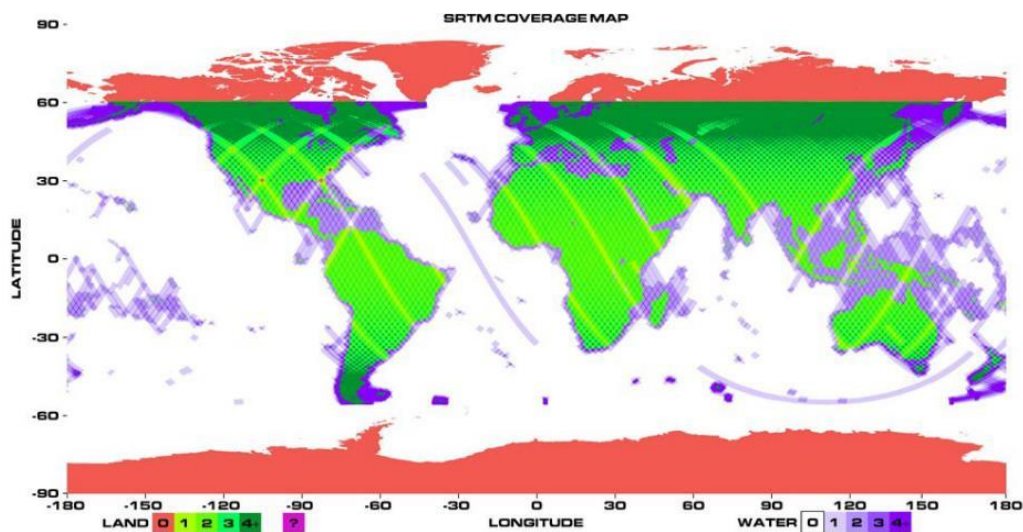 SRTM COVERAGE MAP
90
60
30
0
-30
-60
-90
LATITUDE
-180 -150 -120 -90 -60 -30 0 30 60 90 120 150 180
LAND 0 1 2 3 4+ ? LONGITUDE WATER 0 1 2 3 4+